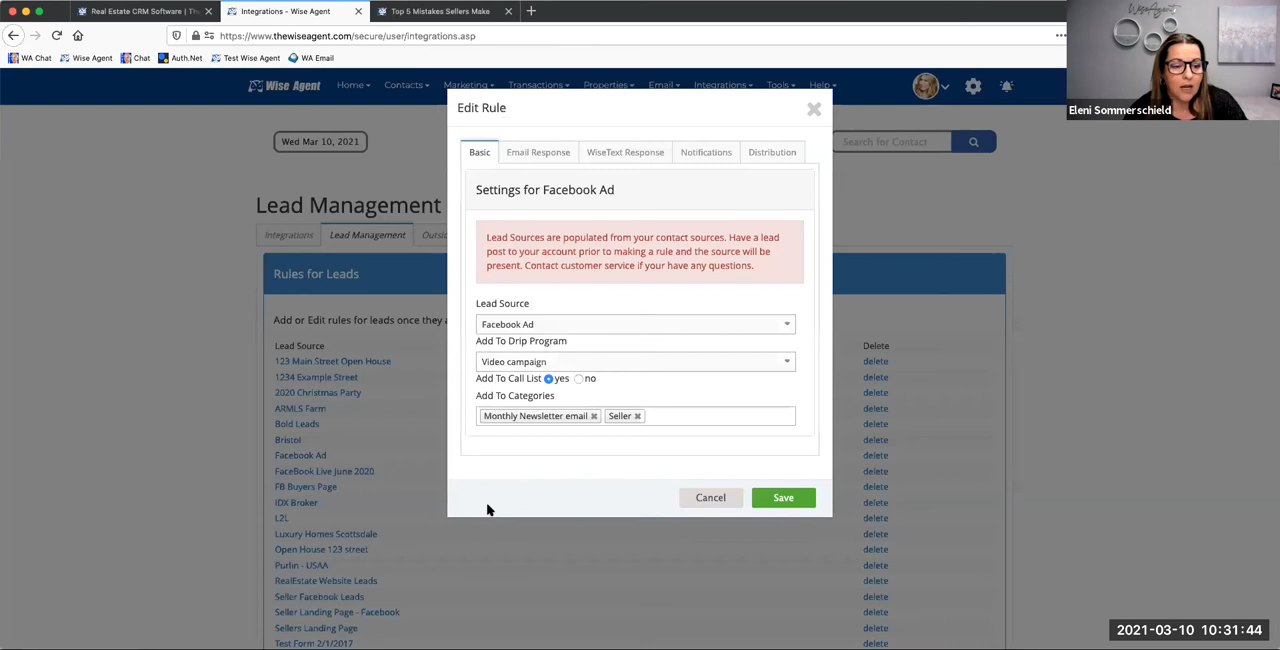 Real Estate CRM Software | Th
Integrations - Wise Agent
Top 5 Mistakes Sellers Make
https://www.thewiseagent.com/secure/user/integrations.asp
WA Chat
Wise Agent
Chat
Auth.Net
Test Wise Agent
WA Email
WiseAgent
Eleni Sommerschield
Wise Agent
Home
Contacts
Marketing
Transactions
Properties
Email
Integrations
Tools
Help
Wed Mar 10, 2021
Search for Contact
Lead Management
Integrations
Lead Management
Outsid
Rules for Leads
Add or Edit rules for leads once they a
Lead Source
Delete
123 Main Street Open House
delete
1234 Example Street
delete
2020 Christmas Party
delete
ARMLS Farm
delete
Bold Leads
delete
Bristol
delete
Facebook Ad
delete
FaceBook Live June 2020
delete
FB Buyers Page
delete
IDX Broker
delete
L2L
delete
Luxury Homes Scottsdale
delete
Open House 123 street
delete
Purlin - USAA
delete
RealEstate Website Leads
delete
Seller Facebook Leads
delete
Seller Landing Page - Facebook
delete
Sellers Landing Page
delete
Test Form 2/1/2017
delete
Edit Rule
Basic
Email Response
WiseText Response
Notifications
Distribution
Settings for Facebook Ad
Lead Sources are populated from your contact sources. Have a lead
post to your account prior to making a rule and the source will be
present. Contact customer service if your have any questions.
Lead Source
Facebook Ad
Add To Drip Program
Video campaign
Add To Call List yes no
Add To Categories
Monthly Newsletter email
Seller
Cancel
Save
2021-03-10 10:31:44